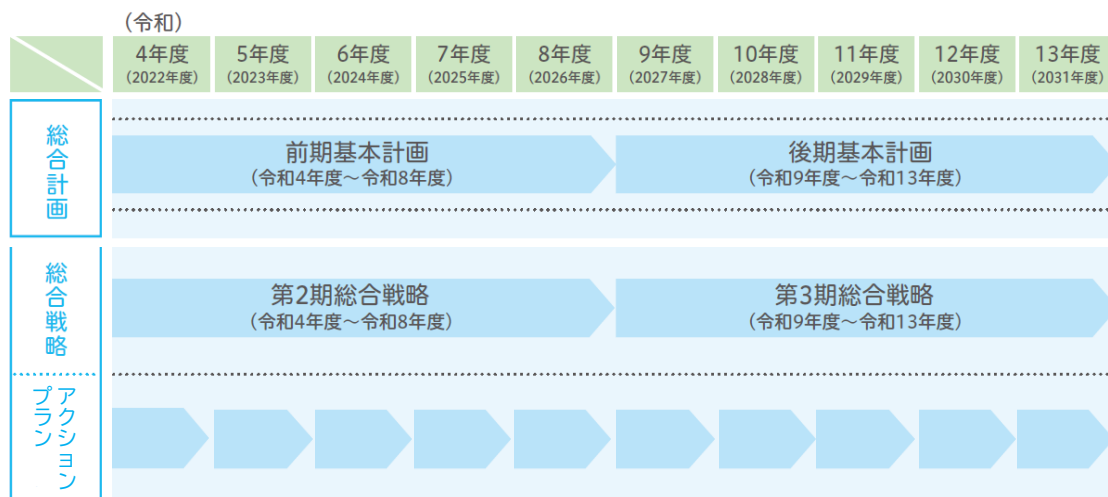 （令和）
4年度 5年度 6年度 7年度 8年度 9年度 10年度 11年度 12年度 13年度
（2022年度） （2023年度） （2024年度） （2025年度） （2026年度） （2027年度） （2028年度） （2029年度） （2030年度） （2031年度）
総合計画
前期基本計画
（令和4年度～令和8年度）
後期基本計画
（令和9年度～令和13年度）
総合戦略
第2期総合戦略
（令和4年度～令和8年度）
第3期総合戦略
（令和9年度～令和13年度）
アクション
プラン